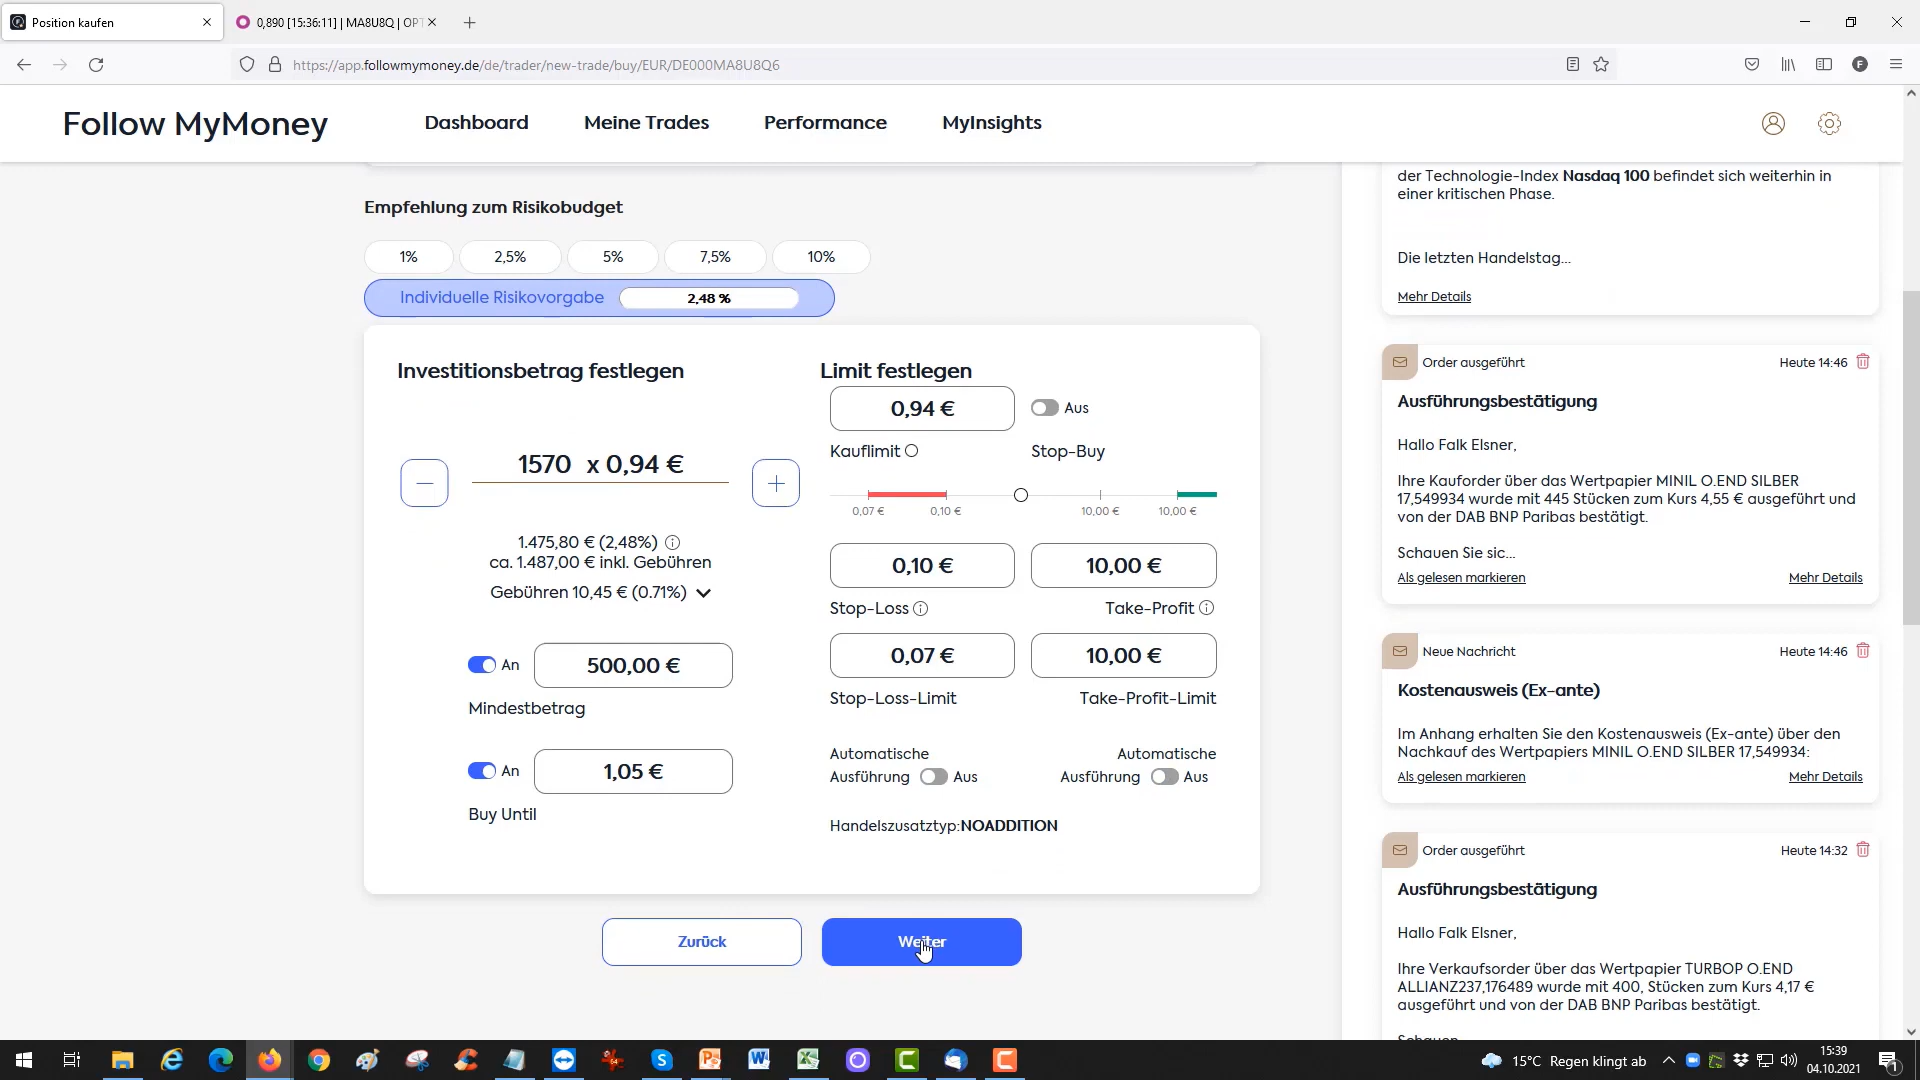 Position kaufen
0,890 [15:36:11] | MA8U8Q | OPT
https://app.followmymoney.de/de/trader/new-trade/buy/EUR/DE000MA8U8Q6
F
Follow MyMoney
Dashboard
Meine Trades
Performance
MyInsights
Empfehlung zum Risikobudget
1%
2,5%
5%
7,5%
10%
Individuelle Risikovorgabe
2,48 %
Investitionsbetrag festlegen
1570 x 0,94 €
1.475,80 € (2,48%)
ca. 1.487,00 € inkl. Gebühren
Gebühren 10,45 € (0.71%)
An
500,00 €
Mindestbetrag
An
1,05 €
Buy Until
Limit festlegen
0,94 €
Aus
Kauflimit
Stop-Buy
0,07 €
0,10 €
10,00 €
10,00 €
0,10 €
10,00 €
Stop-Loss
Take-Profit
0,07 €
10,00 €
Stop-Loss-Limit
Take-Profit-Limit
Automatische
Ausführung Aus
Automatische
Ausführung Aus
Handelszusatztyp:NOADDITION
Zurück
Weiter
der Technologie-Index Nasdaq 100 befindet sich weiterhin in
einer kritischen Phase.
Die letzten Handelstag...
Mehr Details
Order ausgeführt
Heute 14:46
Ausführungsbestätigung
Hallo Falk Elsner,
Ihre Kauforder über das Wertpapier MINIL O.END SILBER
17,549934 wurde mit 445 Stücken zum Kurs 4,55 € ausgeführt und
von der DAB BNP Paribas bestätigt.
Schauen Sie sic...
Als gelesen markieren
Mehr Details
Neue Nachricht
Heute 14:46
Kostenausweis (Ex-ante)
Im Anhang erhalten Sie den Kostenausweis (Ex-ante) über den
Nachkauf des Wertpapiers MINIL O.END SILBER 17,549934:
Als gelesen markieren
Mehr Details
Order ausgeführt
Heute 14:32
Ausführungsbestätigung
Hallo Falk Elsner,
Ihre Verkaufsorder über das Wertpapier TURBOP O.END
ALLIANZ237,176489 wurde mit 400, Stücken zum Kurs 4,17 €
ausgeführt und von der DAB BNP Paribas bestätigt.
15°C Regen klingt ab
15:39
04.10.2021
1